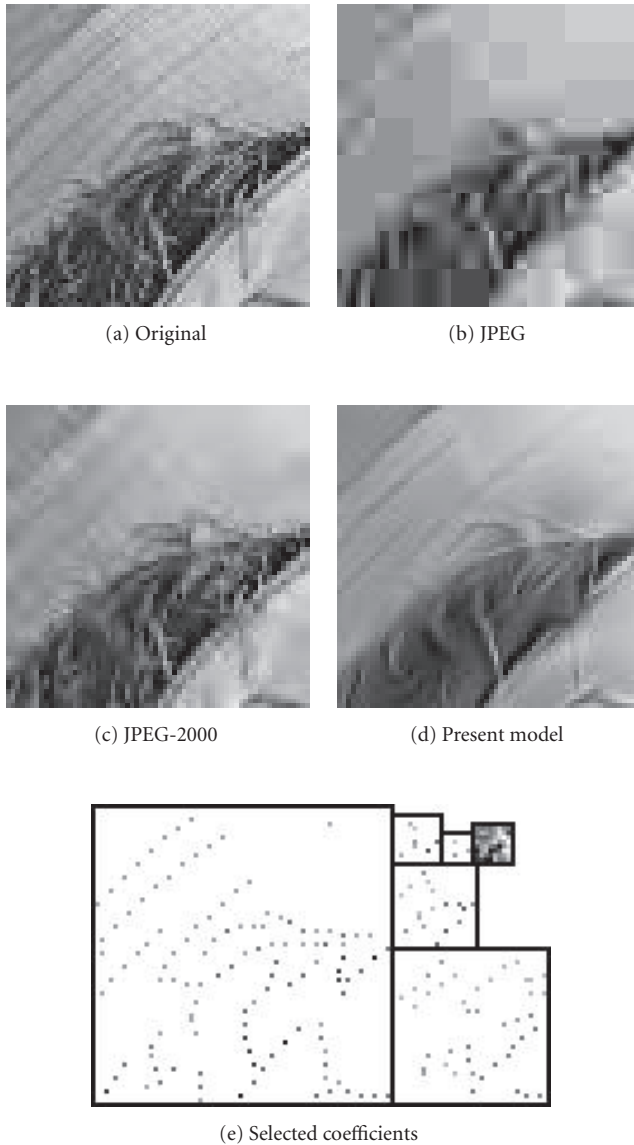 (a) Original
(b) JPEG
(c) JPEG-2000
(d) Present model
(e) Selected coefficients